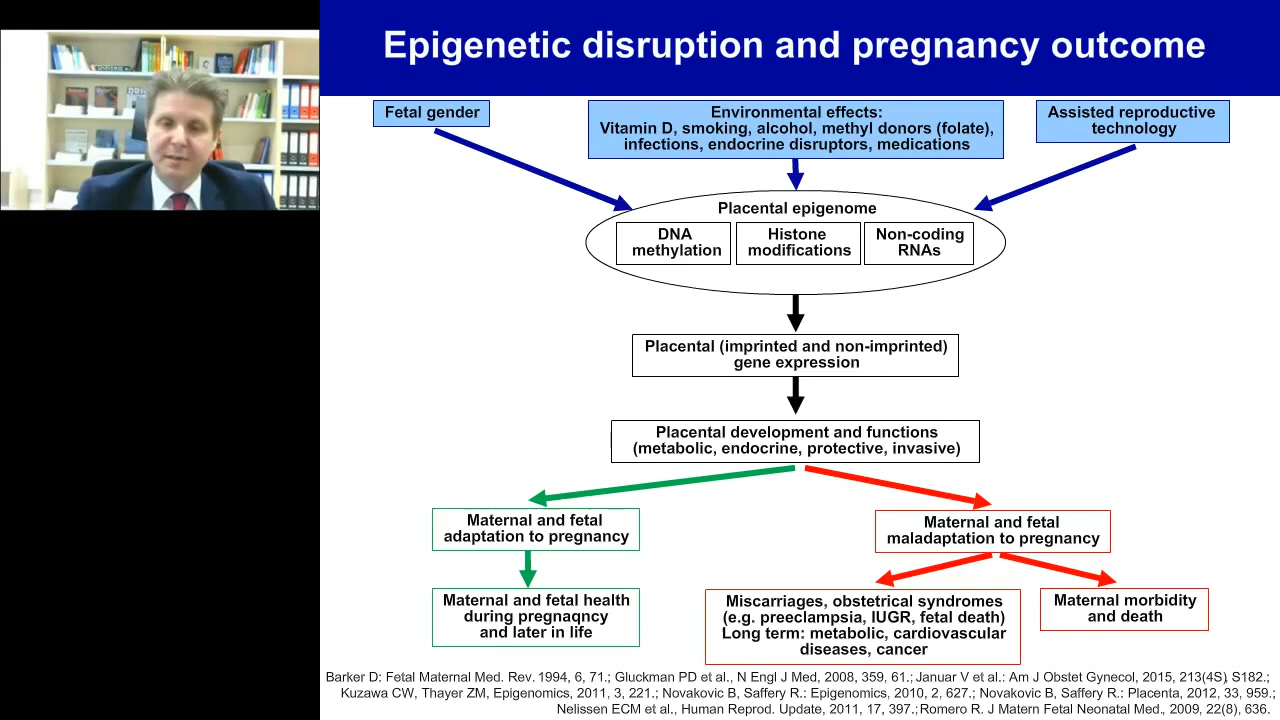 Epigenetic disruption and pregnancy outcome
Fetal gender
Environmental effects:
Vitamin D, smoking, alcohol, methyl donors (folate),
infections, endocrine disruptors, medications
Assisted reproductive
technology
Placental epigenome
DNA
methylation
Histone
modifications
Non-coding
RNAs
Placental (imprinted and non-imprinted)
gene expression
Placental development and functions
(metabolic, endocrine, protective, invasive)
Maternal and fetal
adaptation to pregnancy
Maternal and fetal
maladaptation to pregnancy
Maternal and fetal health
during pregnaqncy
and later in life
Miscarriages, obstetrical syndromes
(e.g. preeclampsia, IUGR, fetal death)
Long term: metabolic, cardiovascular
diseases, cancer
Maternal morbidity
and death
Barker D: Fetal Maternal Med. Rev. 1994, 6, 71.; Gluckman PD et al., N Engl J Med, 2008, 359, 61.; Januar V et al.: Am J Obstet Gynecol, 2015, 213(4S), S182.;
Kuzawa CW, Thayer ZM, Epigenomics, 2011, 3, 221.; Novakovic B, Saffery R.: Epigenomics, 2010, 2, 627.; Novakovic B, Saffery R.: Placenta, 2012, 33, 959.;
Nelissen ECM et al., Human Reprod. Update, 2011, 17, 397.; Romero R. J Matern Fetal Neonatal Med., 2009, 22(8), 636.